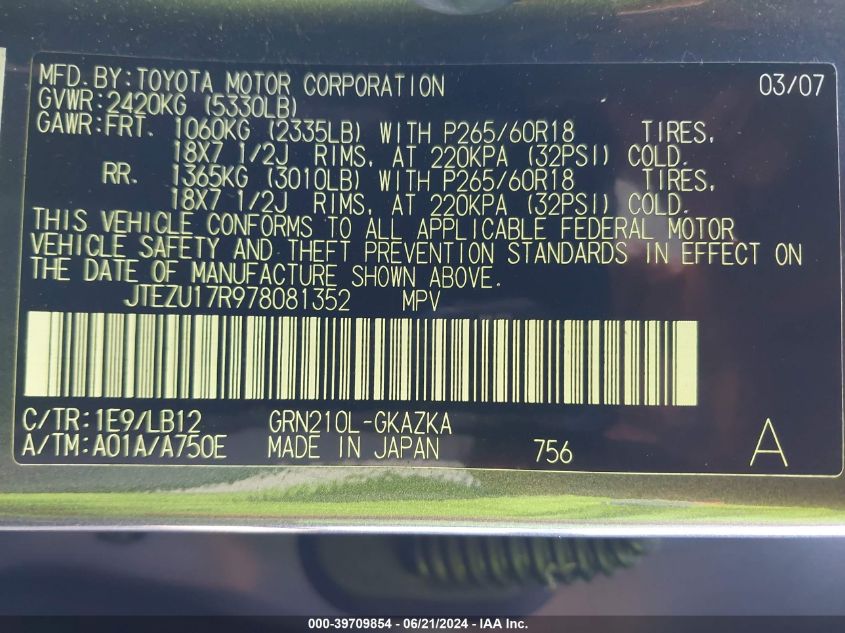 MFD. BY: TOYOTA MOTOR CORPORATION 03/07
GVWR: 2420KG (5330LB)
GAWR: FRT. 1060KG (2335LB) WITH P265/60R18 TIRES,
18X7 1/2J RIMS, AT 220KPA (32PSI) COLD.
RR. 1365KG (3010LB) WITH P265/60R18 TIRES,
18X7 1/2J RIMS, AT 220KPA (32PSI) COLD.
THIS VEHICLE CONFORMS TO ALL APPLICABLE FEDERAL MOTOR
VEHICLE SAFETY AND THEFT PREVENTION STANDARDS IN EFFECT ON
THE DATE OF MANUFACTURE SHOWN ABOVE.
JTEZU17R978081352 MPV
C/TR: 1E9/LB12 GRN210L-GKAZKA
A/TM: A01A/A750E MADE IN JAPAN 756 A
000-39709854 - 06/21/2024 - IAA Inc.